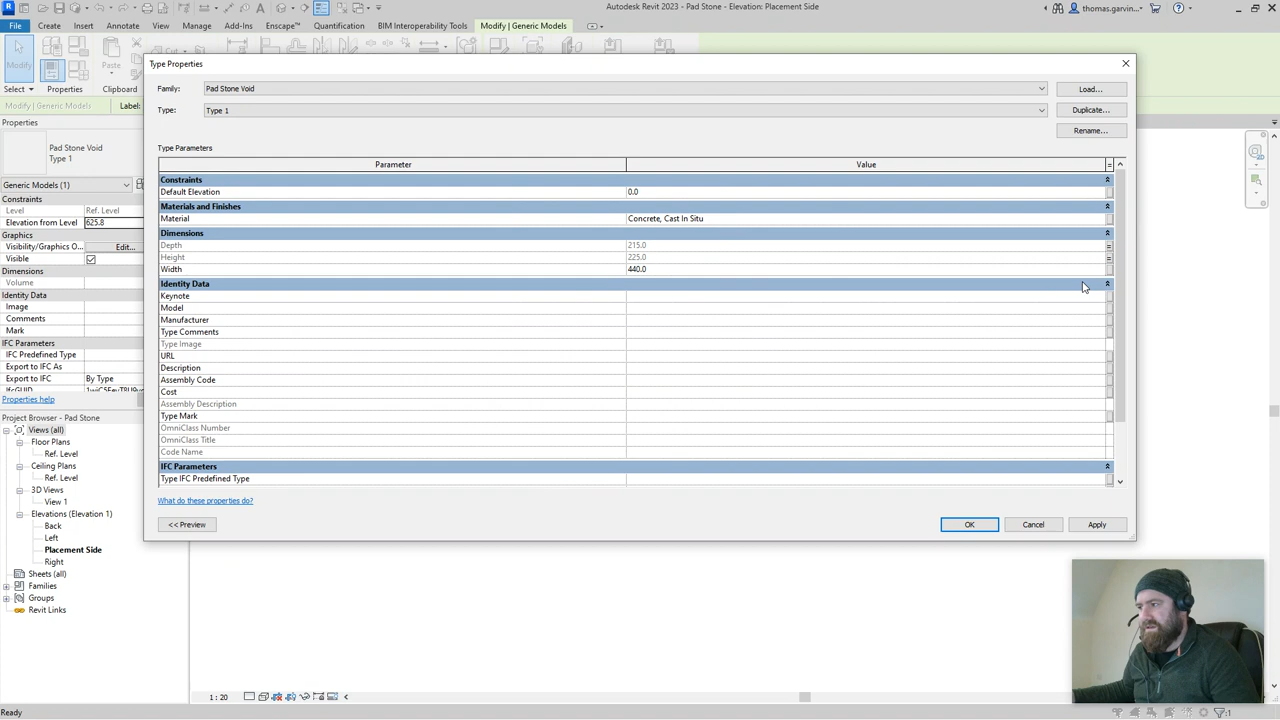 Autodesk Revit 2023 - Pad Stone - Elevation: Placement Side
thomas.garvin...
File Create Insert Annotate View Manage Add-Ins Enscape™ Quantification BIM Interoperability Tools Modify | Generic Models
Modify
Paste
Select Properties Clipboard
Modify | Generic Models Label:
Properties
Pad Stone Void
Type 1
Generic Models (1)
Constraints
Level Ref. Level
Elevation from Level 625.8
Graphics
Visibility/Graphics O... Edit...
Visible
Dimensions
Volume
Identity Data
Image
Comments
Mark
IFC Parameters
IFC Predefined Type
Export to IFC As
Export to IFC By Type
Properties help
Project Browser - Pad Stone
Views (all)
Floor Plans
Ref. Level
Ceiling Plans
Ref. Level
3D Views
View 1
Elevations (Elevation 1)
Back
Left
Placement Side
Right
Sheets (all)
Families
Groups
Revit Links
Type Properties
Family: Pad Stone Void Load...
Type: Type 1 Duplicate...
Rename...
Type Parameters
Parameter Value =
Constraints
Default Elevation 0.0
Materials and Finishes
Material Concrete, Cast In Situ
Dimensions
Depth 215.0 =
Height 225.0 =
Width 440.0
Identity Data
Keynote
Model
Manufacturer
Type Comments
Type Image
URL
Description
Assembly Code
Cost
Assembly Description
Type Mark
OmniClass Number
OmniClass Title
Code Name
IFC Parameters
Type IFC Predefined Type
What do these properties do?
<< Preview OK Cancel Apply
1 : 20
Ready :1